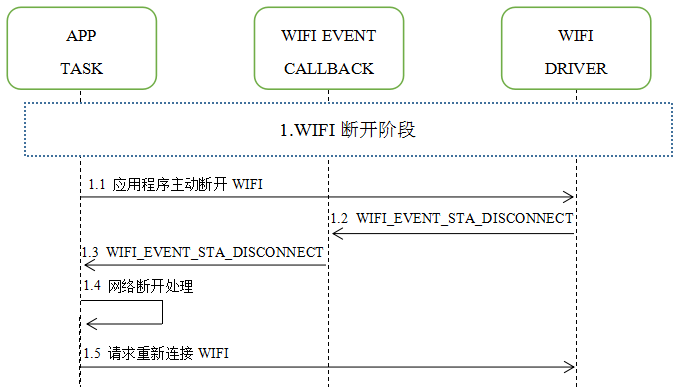 APP
TASK
WIFI EVENT
CALLBACK
WIFI
DRIVER
1.WIFI 断开阶段
1.1 应用程序主动断开 WIFI
1.2 WIFI_EVENT_STA_DISCONNECT
1.3 WIFI_EVENT_STA_DISCONNECT
1.4 网络断开处理
1.5 请求重新连接 WIFI